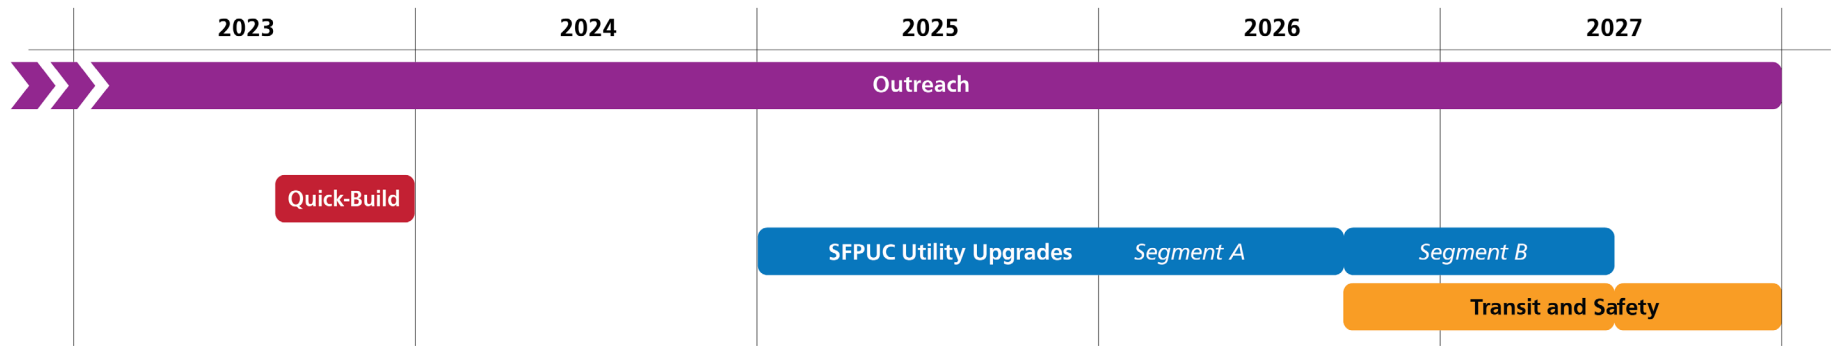 2023 2024 2025 2026 2027
Outreach
Quick-Build
SFPUC Utility Upgrades Segment A Segment B
Transit and Safety